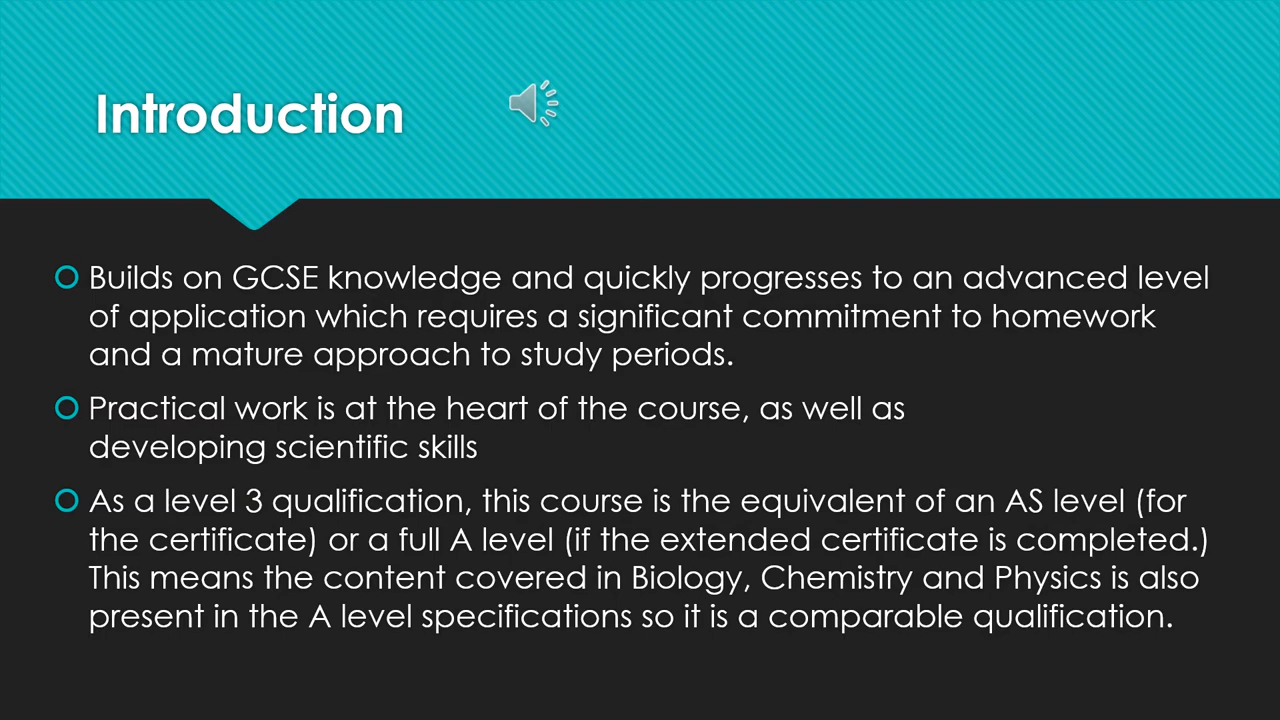 Introduction
Builds on GCSE knowledge and quickly progresses to an advanced level
of application which requires a significant commitment to homework
and a mature approach to study periods.
Practical work is at the heart of the course, as well as
developing scientific skills
As a level 3 qualification, this course is the equivalent of an AS level (for
the certificate) or a full A level (if the extended certificate is completed.)
This means the content covered in Biology, Chemistry and Physics is also
present in the A level specifications so it is a comparable qualification.